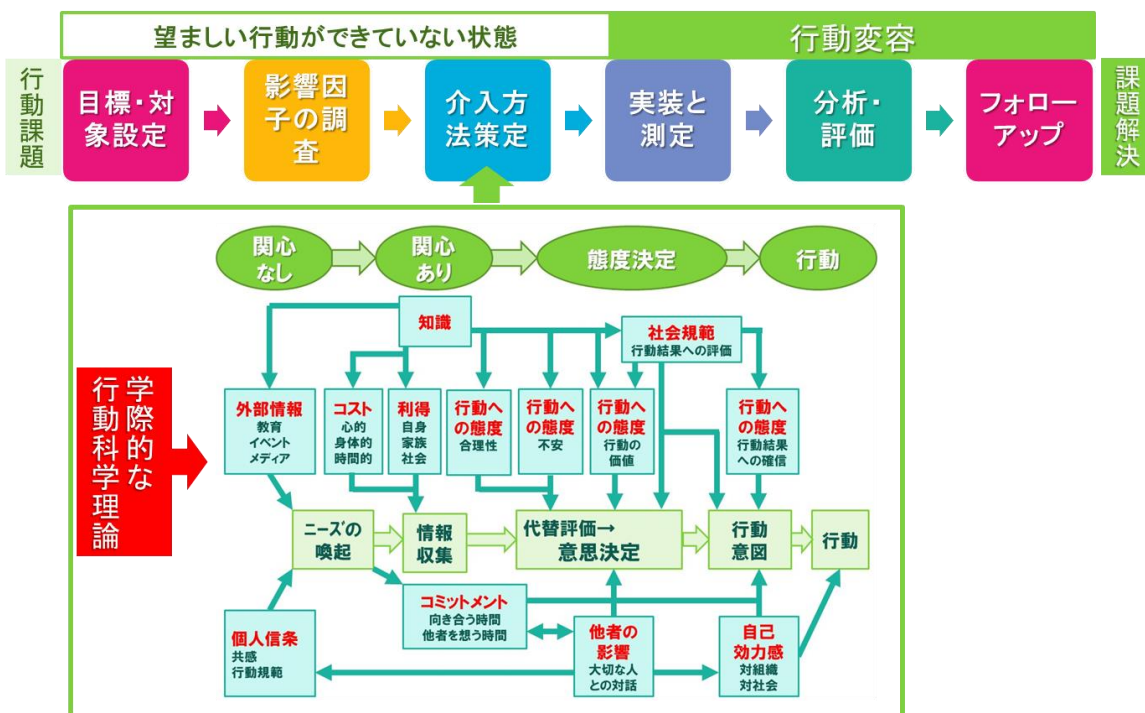 望ましい行動ができていない状態
行動変容
行動課題
目標・対
象設定
影響因
子の調
査
介入方
法策定
実装と
測定
分析・
評価
フォロー
アップ
課題解決
関心
なし
関心
あり
態度決定
行動
学際的な
行動科学理論
知識
社会規範
行動結果への評価
外部情報
教育
イベント
メディア
コスト
心的
身体的
時間的
利得
自身
家族
社会
行動へ
の態度
合理性
行動へ
の態度
不安
行動へ
の態度
行動の
価値
行動へ
の態度
行動結果
への確信
ニーズの
喚起
情報
収集
代替評価→
意思決定
行動
意図
行動
コミットメント
向き合う時間
他者を想う時間
個人信条
共感
行動規範
他者の
影響
大切な人
との対話
自己
効力感
対組織
対社会